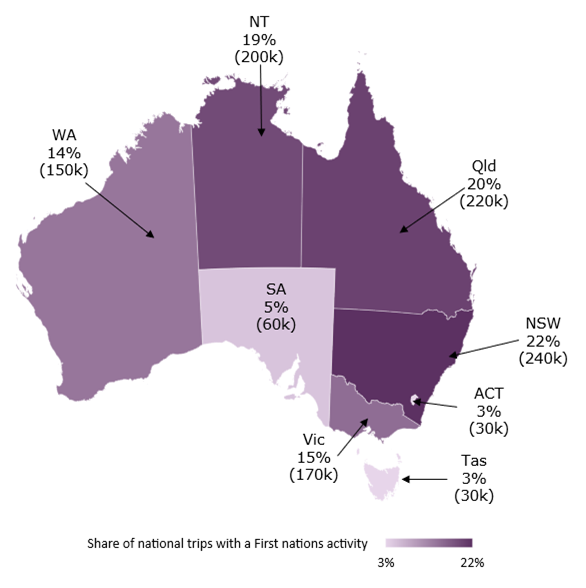 NT
19%
(200k)
WA
14%
(150k)
Qld
20%
(220k)
SA
5%
(60k)
NSW
22%
(240k)
ACT
3%
(30k)
Vic
15%
(170k)
Tas
3%
(30k)
Share of national trips with a First nations activity
3%
22%